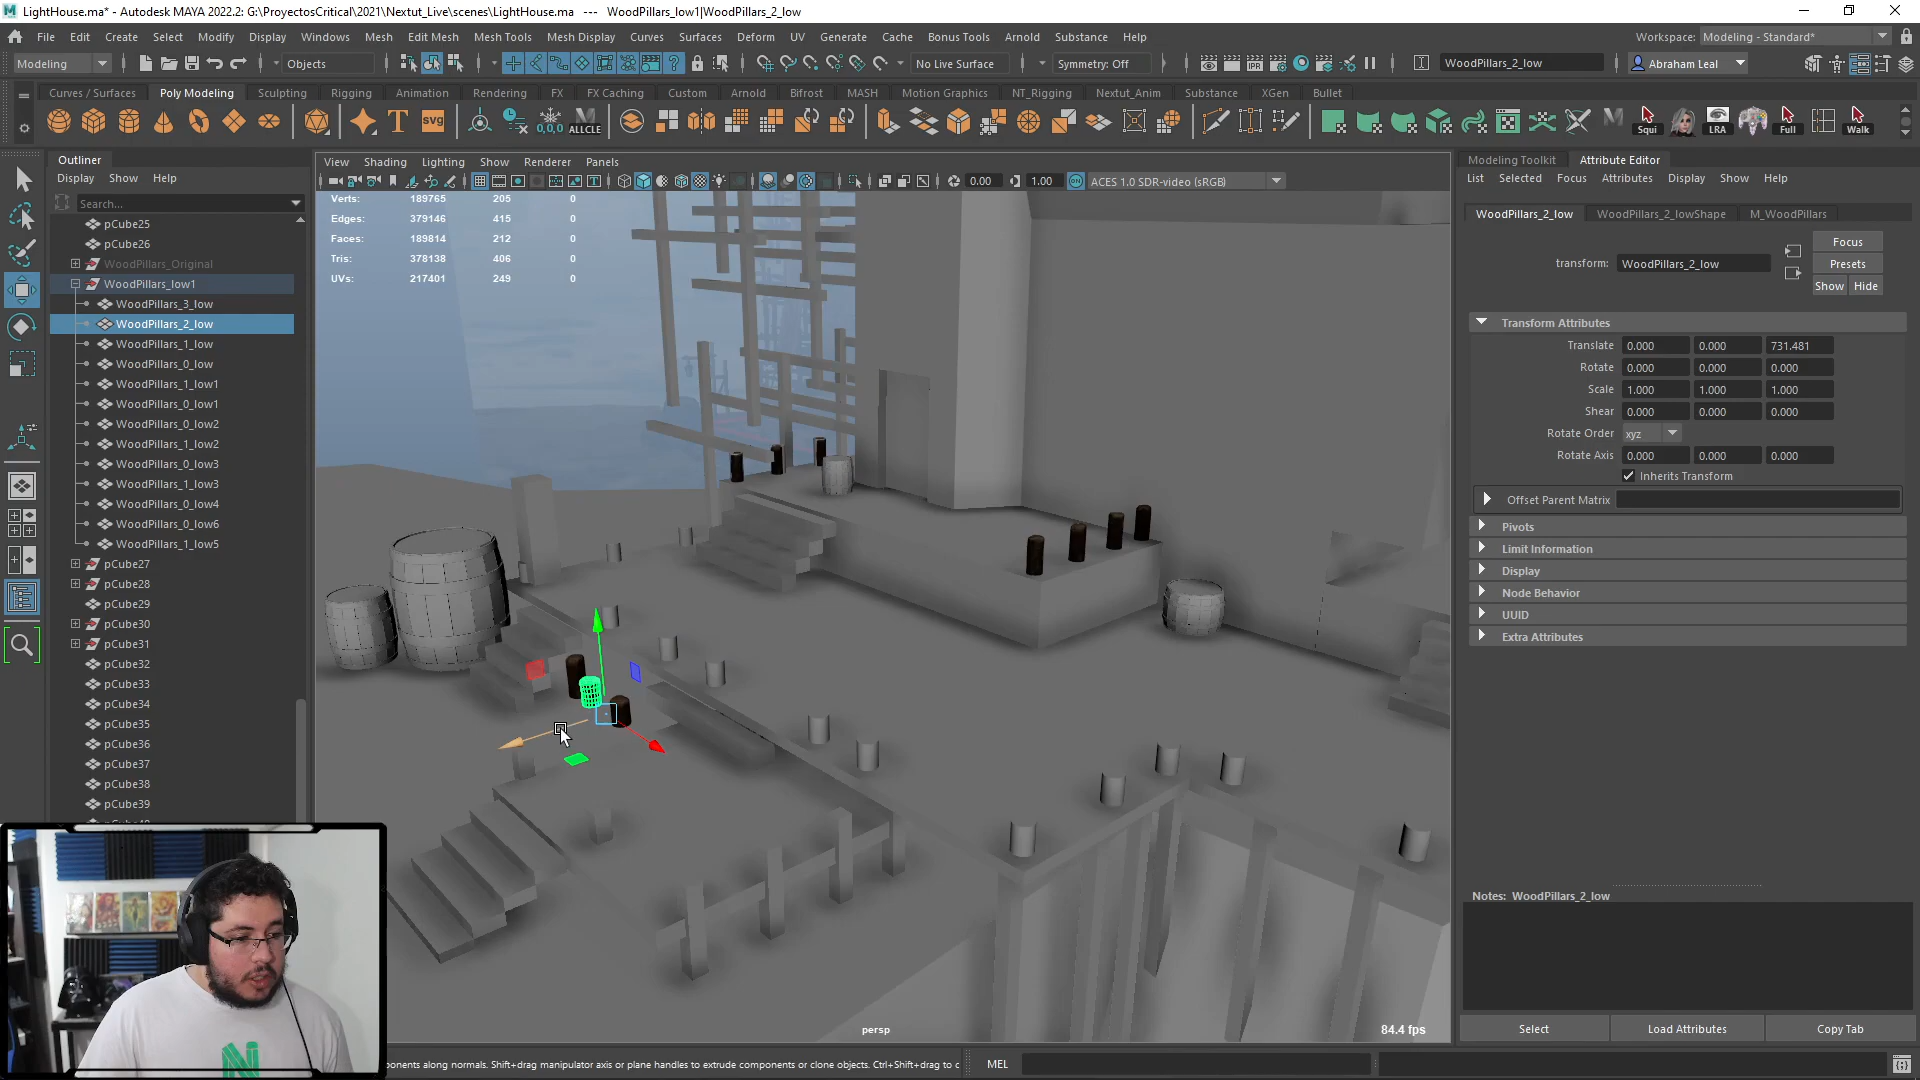 LightHouse.ma* - Autodesk MAYA 2022.2: G:\ProyectosCritical\2021\Nextut_Live\scenes\LightHouse.ma   ---   WoodPillars_low1|WoodPillars_2_low
File Edit Create Select Modify Display Windows Mesh Edit Mesh Mesh Tools Mesh Display Curves Surfaces Deform UV Generate Cache Bonus Tools Arnold Substance Help Workspace: Modeling - Standard*
Modeling Objects No Live Surface Symmetry: Off WoodPillars_2_low Abraham Leal
Curves / Surfaces Poly Modeling Sculpting Rigging Animation Rendering FX FX Caching Custom Arnold Bifrost MASH Motion Graphics NT_Rigging Nextut_Anim Substance XGen Bullet
T svg 0,0,0 ALLCLE Squi LRA Full Walk
Outliner
Display Show Help
Search...
pCube25
pCube26
WoodPillars_Original
WoodPillars_low1
WoodPillars_3_low
WoodPillars_2_low
WoodPillars_1_low
WoodPillars_0_low
WoodPillars_1_low1
WoodPillars_0_low1
WoodPillars_0_low2
WoodPillars_1_low2
WoodPillars_0_low3
WoodPillars_1_low3
WoodPillars_0_low4
WoodPillars_0_low6
WoodPillars_1_low5
pCube27
pCube28
pCube29
pCube30
pCube31
pCube32
pCube33
pCube34
pCube35
pCube36
pCube37
pCube38
pCube39
View Shading Lighting Show Renderer Panels
0.00 1.00 ACES 1.0 SDR-video (sRGB)
Verts: 189765 205 0
Edges: 379146 415 0
Faces: 189814 212 0
Tris: 378138 406 0
UVs: 217401 249 0
persp
84.4 fps
Modeling Toolkit Attribute Editor
List Selected Focus Attributes Display Show Help
WoodPillars_2_low WoodPillars_2_lowShape M_WoodPillars
Focus
transform: WoodPillars_2_low Presets
Show Hide
Transform Attributes
Translate 0.000 0.000 731.481
Rotate 0.000 0.000 0.000
Scale 1.000 1.000 1.000
Shear 0.000 0.000 0.000
Rotate Order xyz
Rotate Axis 0.000 0.000 0.000
Inherits Transform
Offset Parent Matrix
Pivots
Limit Information
Display
Node Behavior
UUID
Extra Attributes
Notes: WoodPillars_2_low
Select Load Attributes Copy Tab
onents along normals. Shift+drag manipulator axis or plane handles to extrude components or clone objects. Ctrl+Shift+drag to c MEL